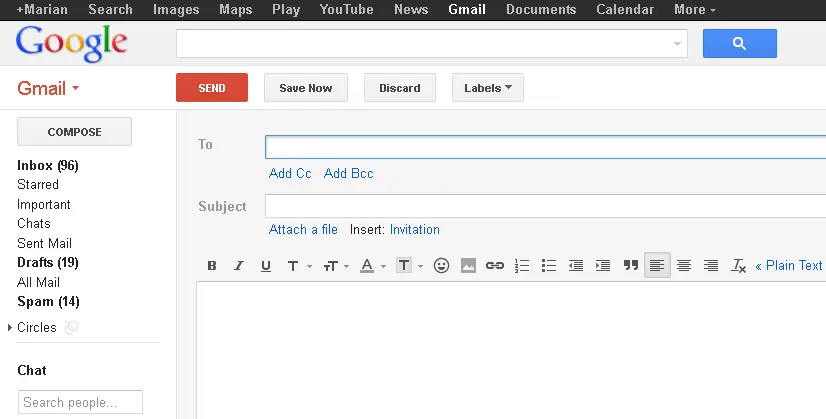 +Marian Search Images Maps Play YouTube News Gmail Documents Calendar More
Google
Gmail SEND Save Now Discard Labels
COMPOSE
To
Inbox (96)
Add Cc Add Bcc
Starred
Important
Subject
Chats
Attach a file Insert: Invitation
Sent Mail
Drafts (19)
B I U T TT A T « Plain Text
All Mail
Spam (14)
Circles
Chat
Search people...